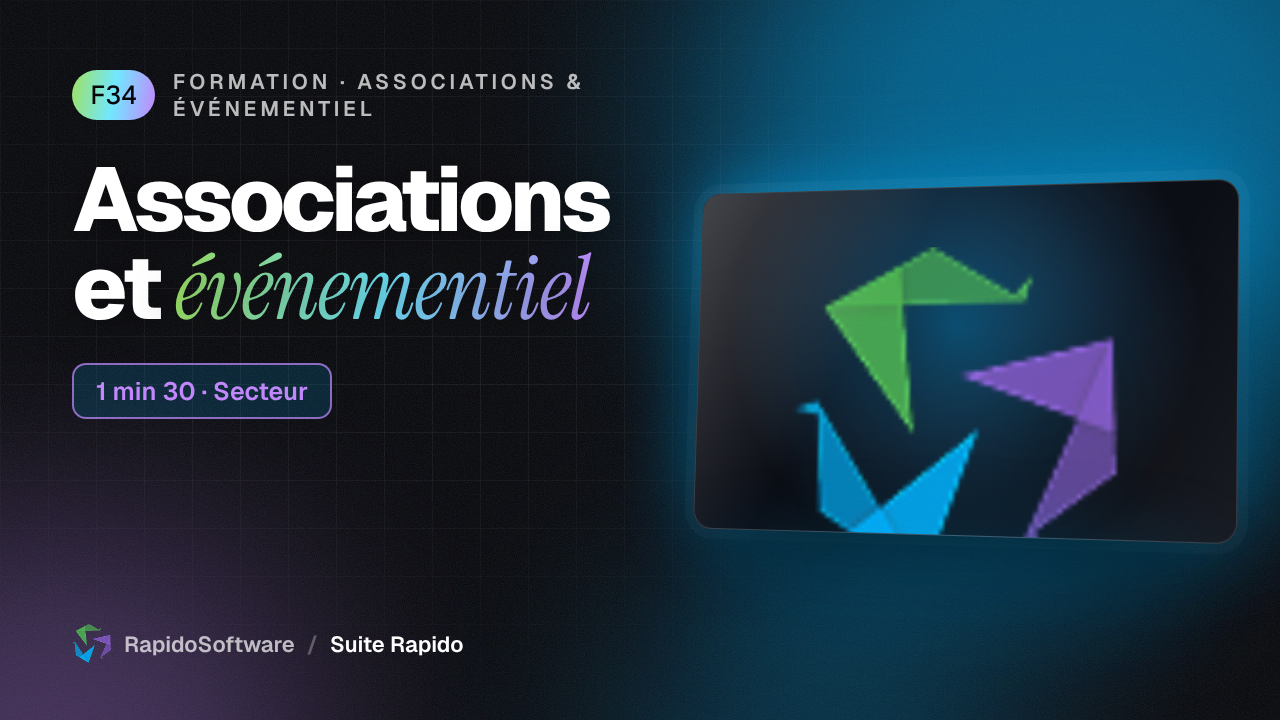 F34
FORMATION · ASSOCIATIONS &
ÉVÉNEMENTIEL
Associations
et événementiel
1 min 30 · Secteur
RapidoSoftware / Suite Rapido